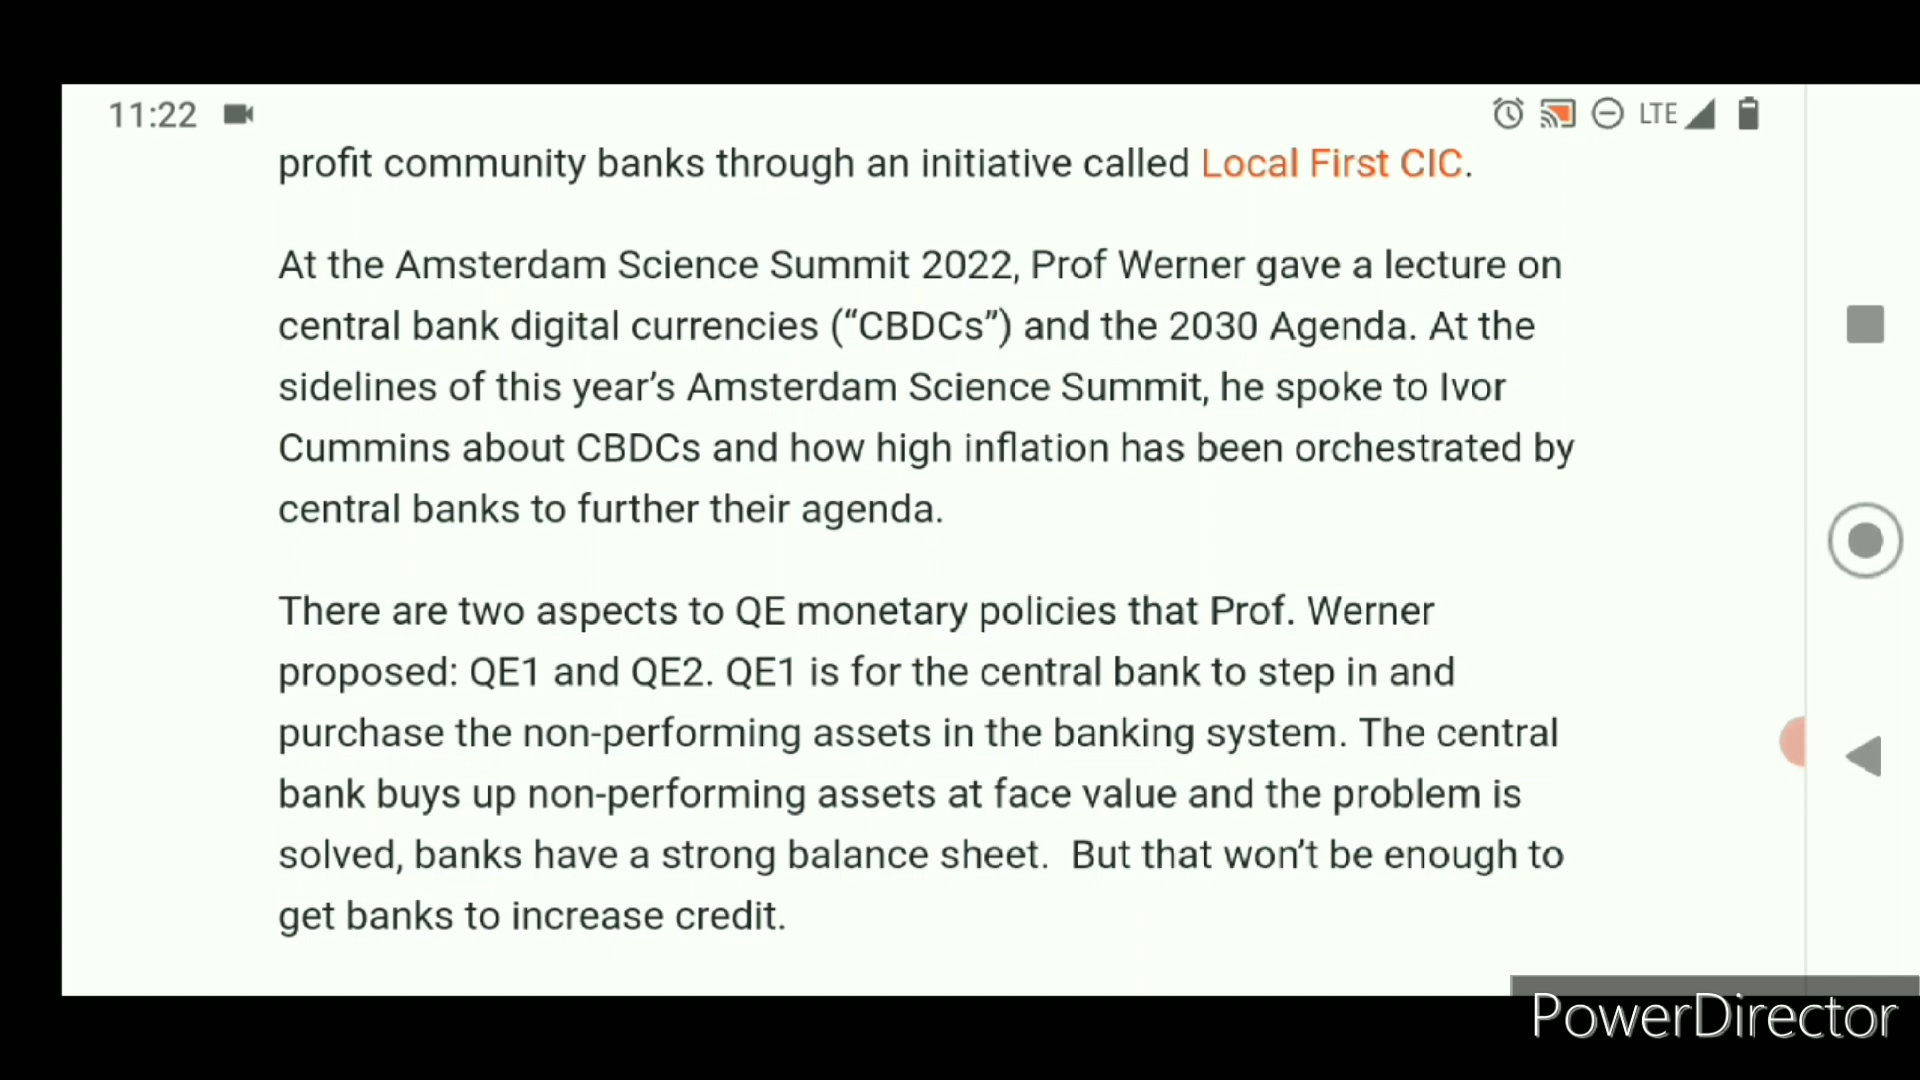 11:22
LTE
profit community banks through an initiative called Local First CIC.
At the Amsterdam Science Summit 2022, Prof Werner gave a lecture on
central bank digital currencies (“CBDCs”) and the 2030 Agenda. At the
sidelines of this year’s Amsterdam Science Summit, he spoke to Ivor
Cummins about CBDCs and how high inflation has been orchestrated by
central banks to further their agenda.
There are two aspects to QE monetary policies that Prof. Werner
proposed: QE1 and QE2. QE1 is for the central bank to step in and
purchase the non-performing assets in the banking system. The central
bank buys up non-performing assets at face value and the problem is
solved, banks have a strong balance sheet.  But that won’t be enough to
get banks to increase credit.
PowerDirector